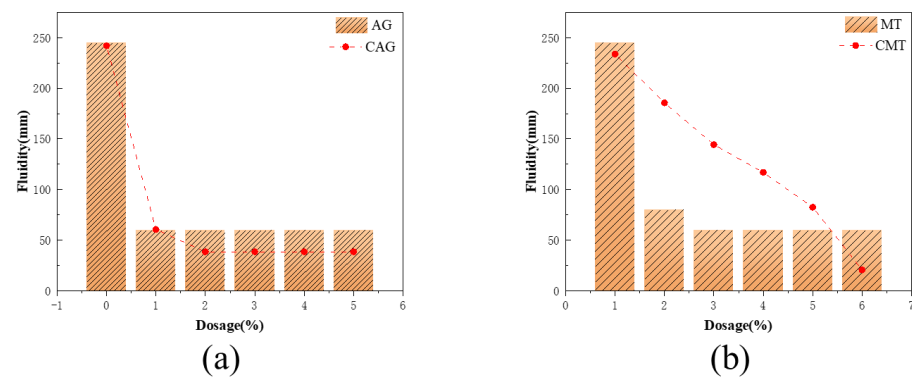 AG
CAG
250
200
150
100
50
0
Fluidity(mm)
-1 0 1 2 3 4 5 6
Dosage(%)
(a)
MT
CMT
250
200
150
100
50
0
Fluidity(mm)
0 1 2 3 4 5 6 7
Dosage(%)
(b)